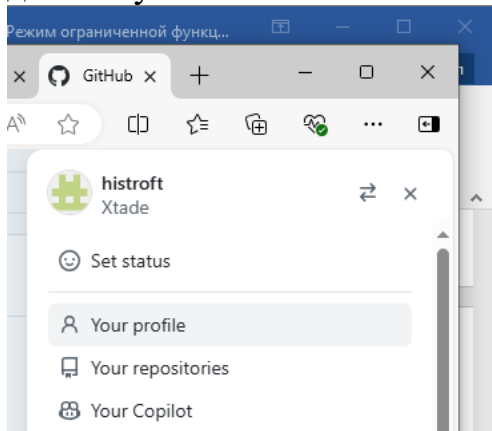 Режим ограниченной функц...
GitHub
histroft
Xtade
Set status
Your profile
Your repositories
Your Copilot